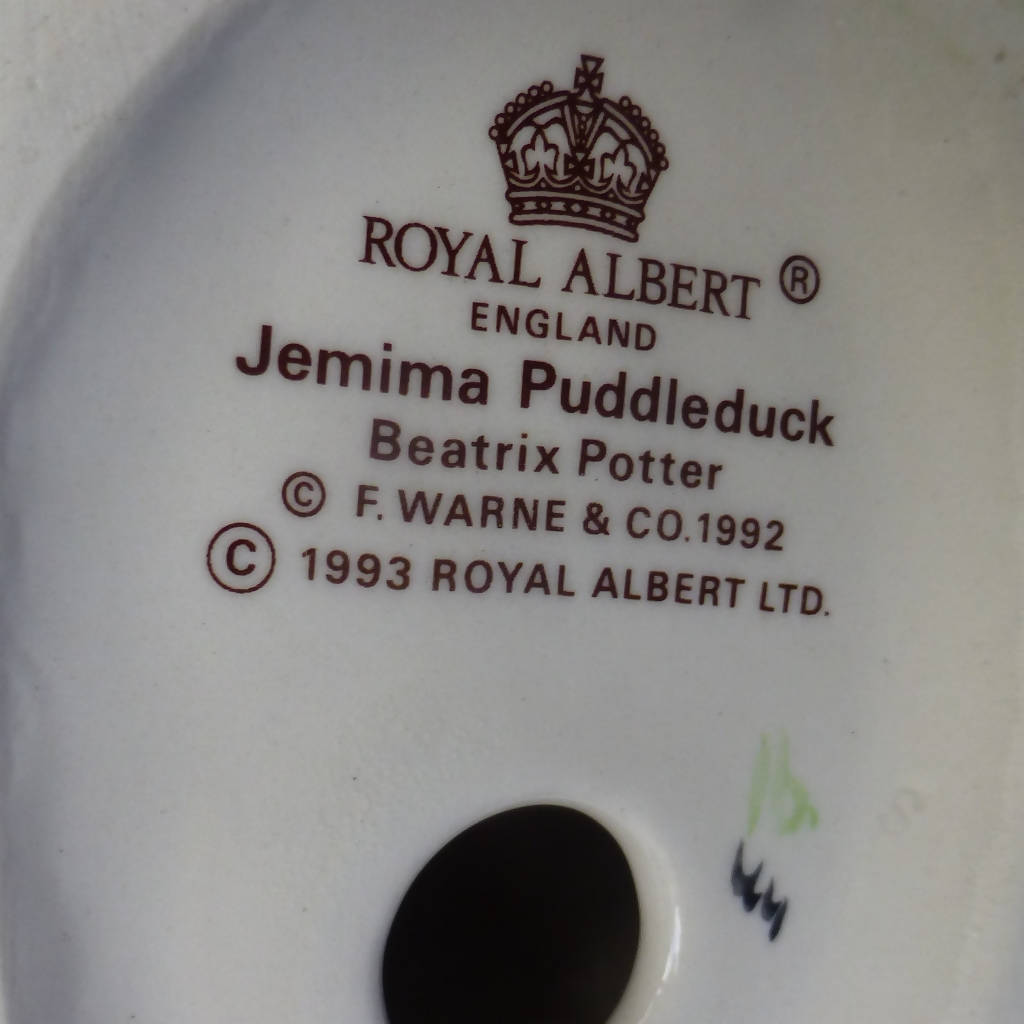 ROYAL ALBERT ®
ENGLAND
Jemima Puddleduck
Beatrix Potter
© F. WARNE & CO. 1992
© 1993 ROYAL ALBERT LTD.